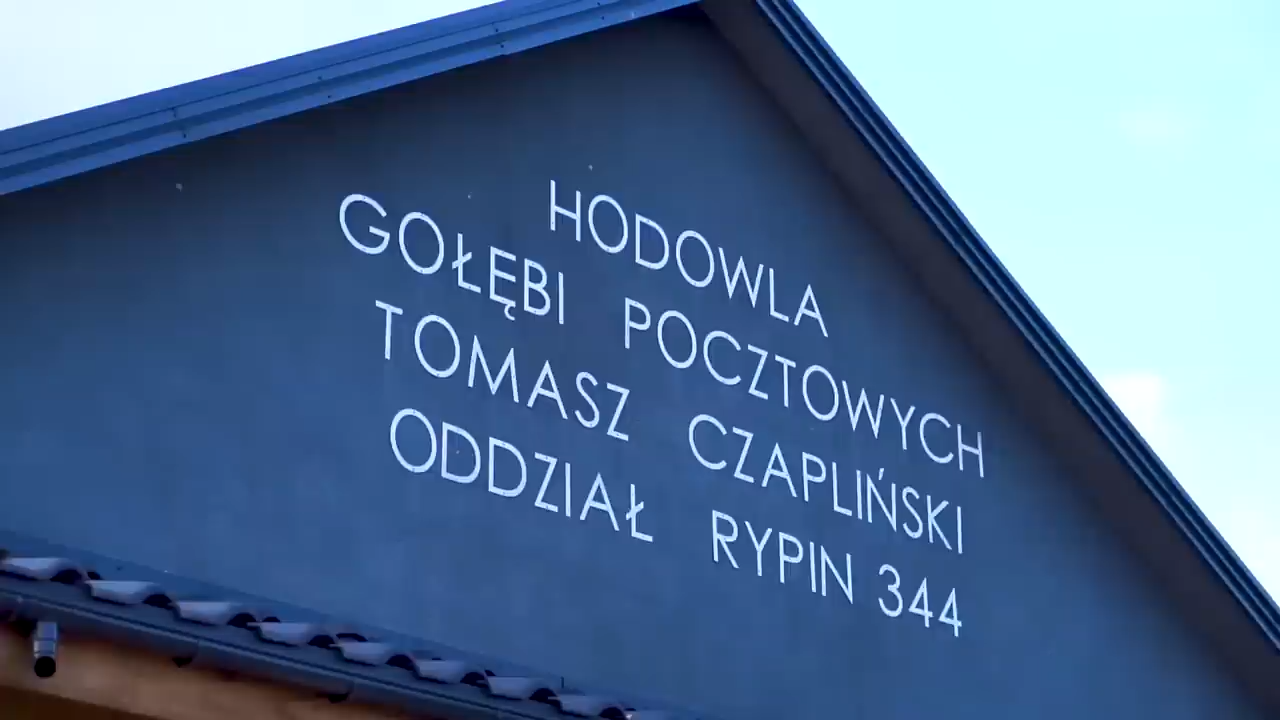 HODOWLA
GOŁĘBI POCZTOWYCH
TOMASZ CZAPLIŃSKI
ODDZIAŁ RYPIN 344